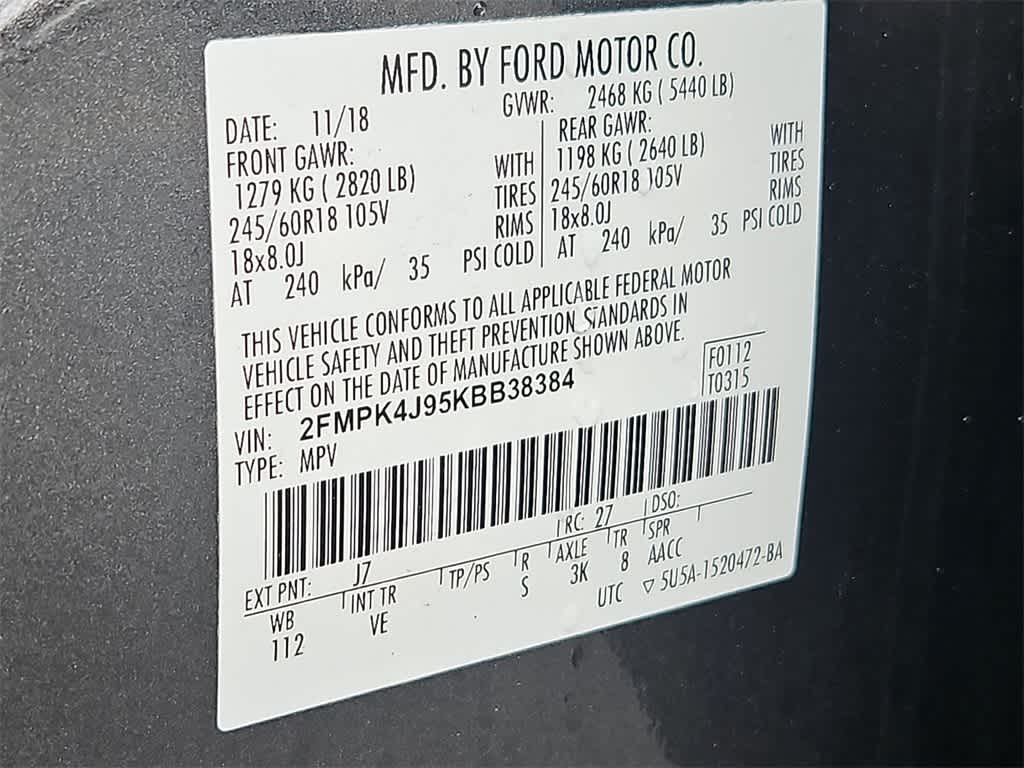 MFD. BY FORD MOTOR CO.
DATE: 11/18 GVWR: 2468 KG ( 5440 LB)
FRONT GAWR: WITH
1279 KG ( 2820 LB) TIRES
245/60R18 105V RIMS
18x8.0J
AT 240 kPa/ 35 PSI COLD
REAR GAWR: WITH
1198 KG ( 2640 LB) TIRES
245/60R18 105V RIMS
18x8.0J
AT 240 kPa/ 35 PSI COLD
THIS VEHICLE CONFORMS TO ALL APPLICABLE FEDERAL MOTOR
VEHICLE SAFETY AND THEFT PREVENTION STANDARDS IN
EFFECT ON THE DATE OF MANUFACTURE SHOWN ABOVE.
VIN: 2FMPK4J95KBB38384
TYPE: MPV
F0112
T0315
EXT PNT: J7 RC: 27 DSO:
WB INT TR TP/PS R AXLE TR SPR
112 VE S 3K 8 AACC
UTC ▽ 5U5A-1520472-BA